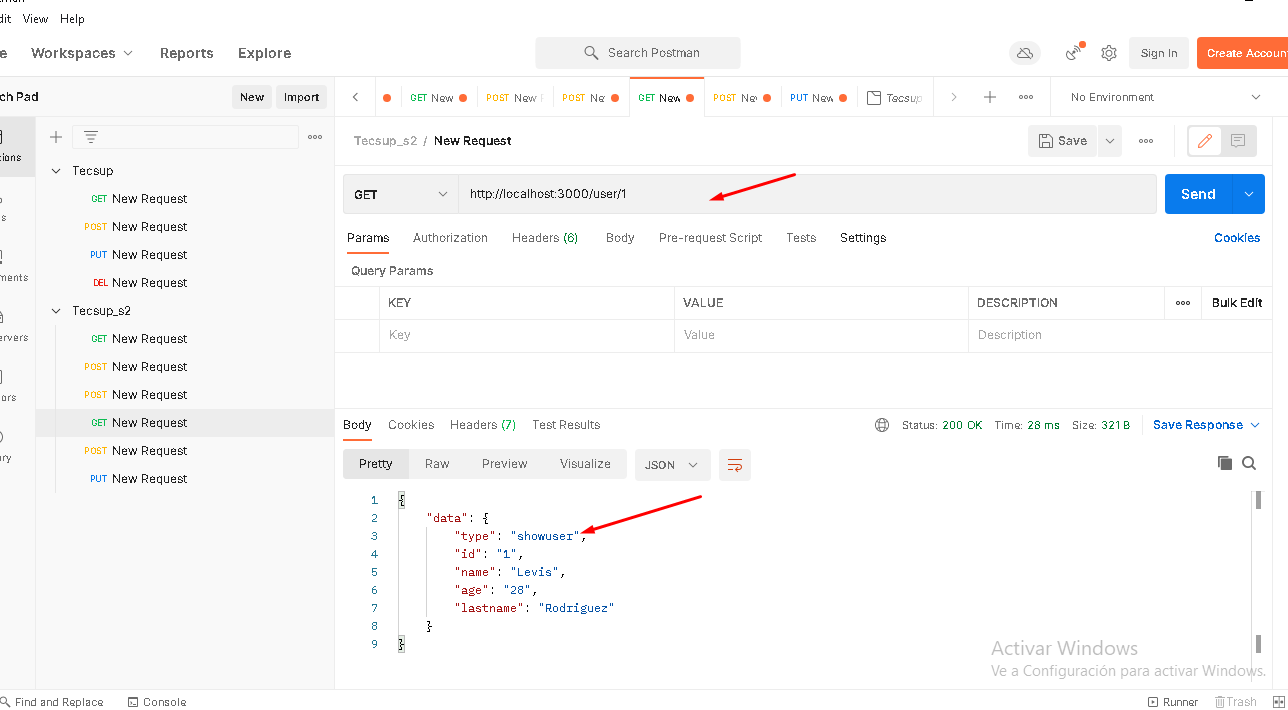 View Help
Workspaces Reports Explore Search Postman Sign In
Pad New Import GET New POST New POST GET New POST PUT New Tecsup No Environment
Tecsup_s2 / New Request Save
Tecsup
GET New Request GET http://localhost:3000/user/1 Send
POST New Request
PUT New Request Params Authorization Headers (6) Body Pre-request Script Tests Settings Cookies
DEL New Request Query Params
Tecsup_s2 KEY VALUE DESCRIPTION Bulk Edit
GET New Request Key Value Description
POST New Request
POST New Request
GET New Request Body Cookies Headers (7) Test Results Status: 200 OK Time: 28 ms Size: 321 B Save Response
POST New Request Pretty Raw Preview Visualize JSON
PUT New Request
1 {
2 "data": {
3 "type": "showuser",
4 "id": "1",
5 "name": "Levis",
6 "age": "28",
7 "lastname": "Rodriguez"
8 }
9 }
Activar Windows
Ve a Configuración para activar Windows.
Find and Replace Console Runner Trash